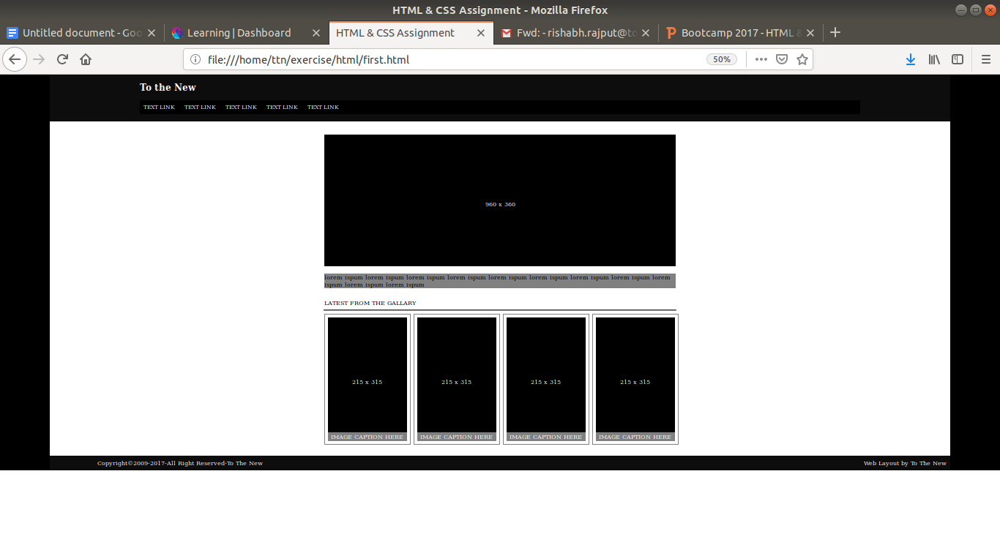 HTML & CSS Assignment - Mozilla Firefox
Untitled document - Goo
Learning | Dashboard
HTML & CSS Assignment
Fwd: - rishabh.rajput@to
Bootcamp 2017 - HTML &
file:///home/ttn/exercise/html/first.html
50%
To the New
TEXT LINK TEXT LINK TEXT LINK TEXT LINK TEXT LINK
960 x 360
lorem ispum lorem ispum lorem ispum lorem ispum lorem ispum lorem ispum lorem ispum lorem ispum lorem
ispum lorem ispum lorem ispum
LATEST FROM THE GALLARY
215 x 315 215 x 315 215 x 315 215 x 315
IMAGE CAPTION HERE IMAGE CAPTION HERE IMAGE CAPTION HERE IMAGE CAPTION HERE
Copyright©2009-2017-All Right Reserved-To The New Web Layout by To The New